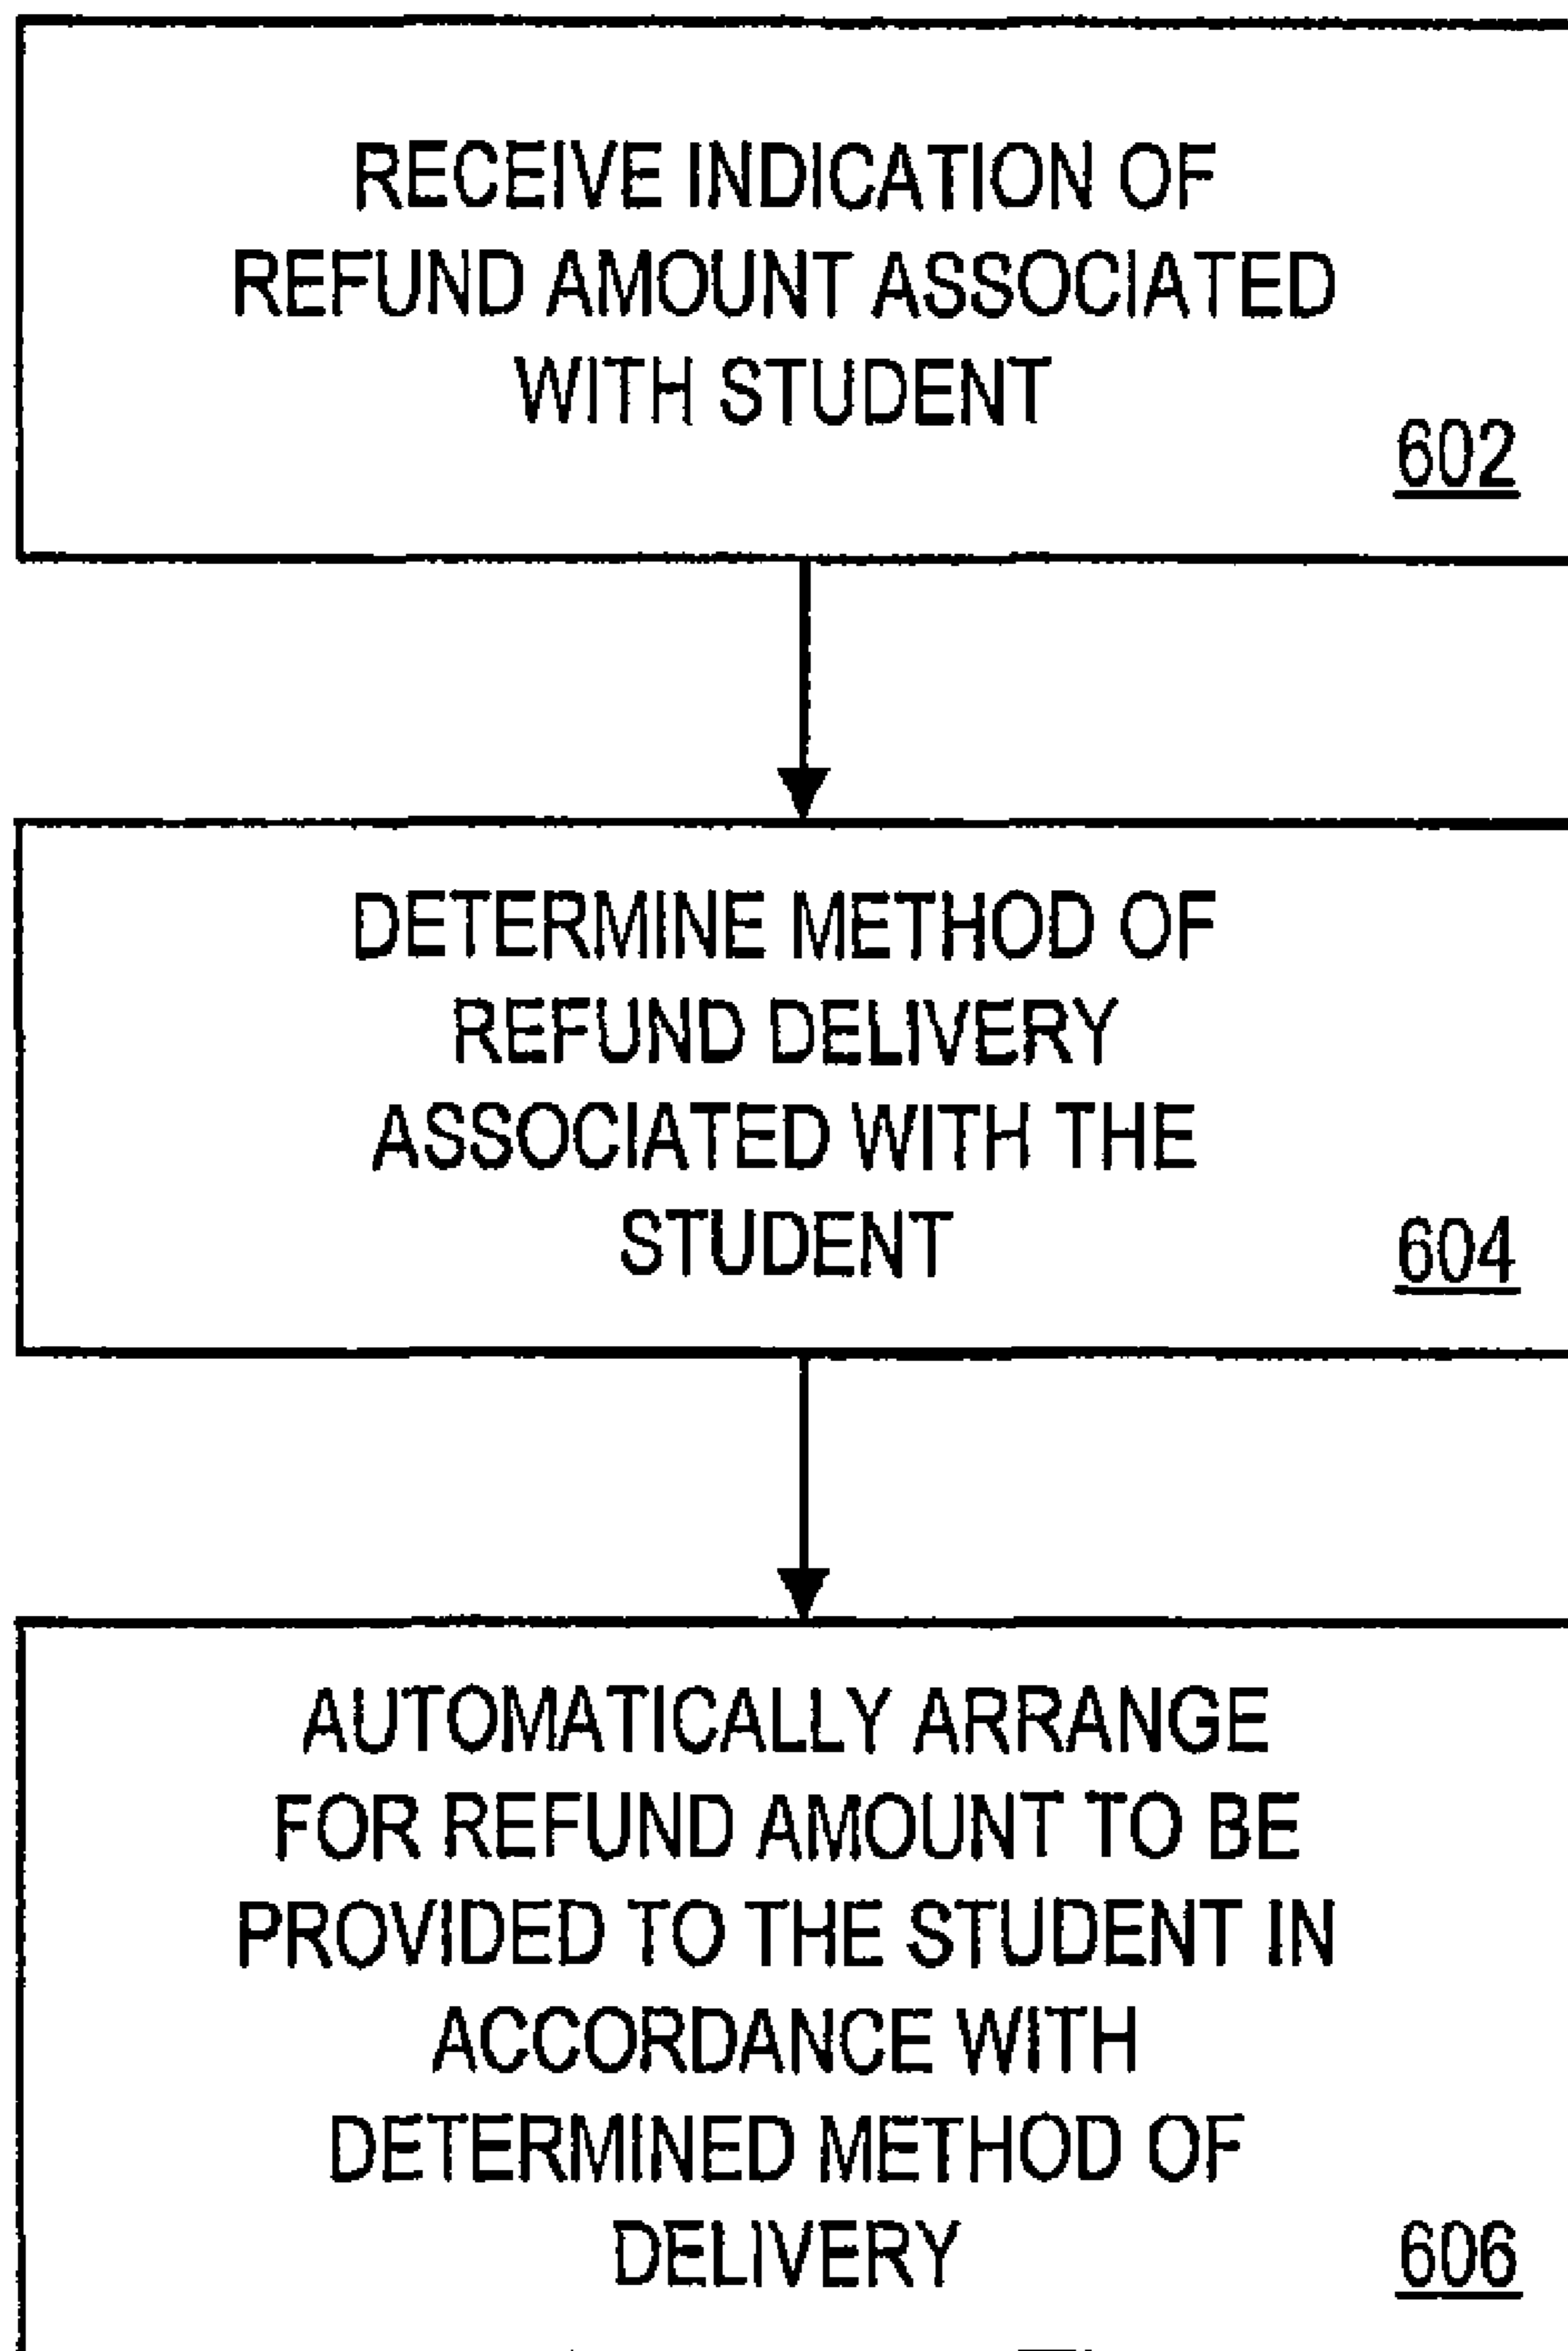 RECEIVE INDICATION OF
REFUND AMOUNT ASSOCIATED
WITH STUDENT
602
DETERMINE METHOD OF
REFUND DELIVERY
ASSOCIATED WITH THE
STUDENT
604
AUTOMATICALLY ARRANGE
FOR REFUND AMOUNT TO BE
PROVIDED TO THE STUDENT IN
ACCORDANCE WITH
DETERMINED METHOD OF
DELIVERY
606